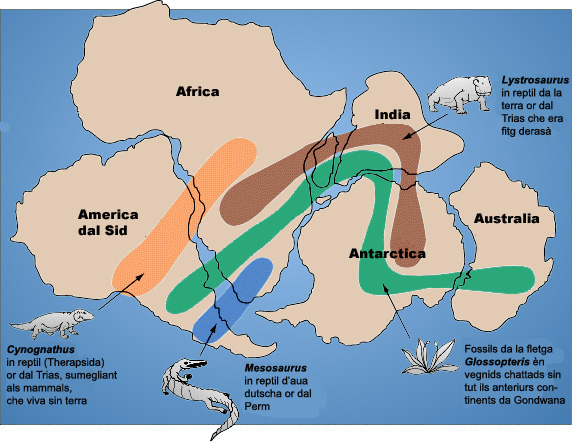 Africa
India
Lystrosaurus
in reptil da la
terra or dal
Trias che era
fitg derasà
America
dal Sid
Australia
Antarctica
Cynognathus
in reptil (Therapsida)
or dal Trias, sumegliant
als mammals,
che viva sin terra
Mesosaurus
in reptil d'aua
dutscha or dal
Perm
Fossils da la fletga
Glossopteris èn
vegnids chattads sin
tut ils anteriurs con-
tinents da Gondwana